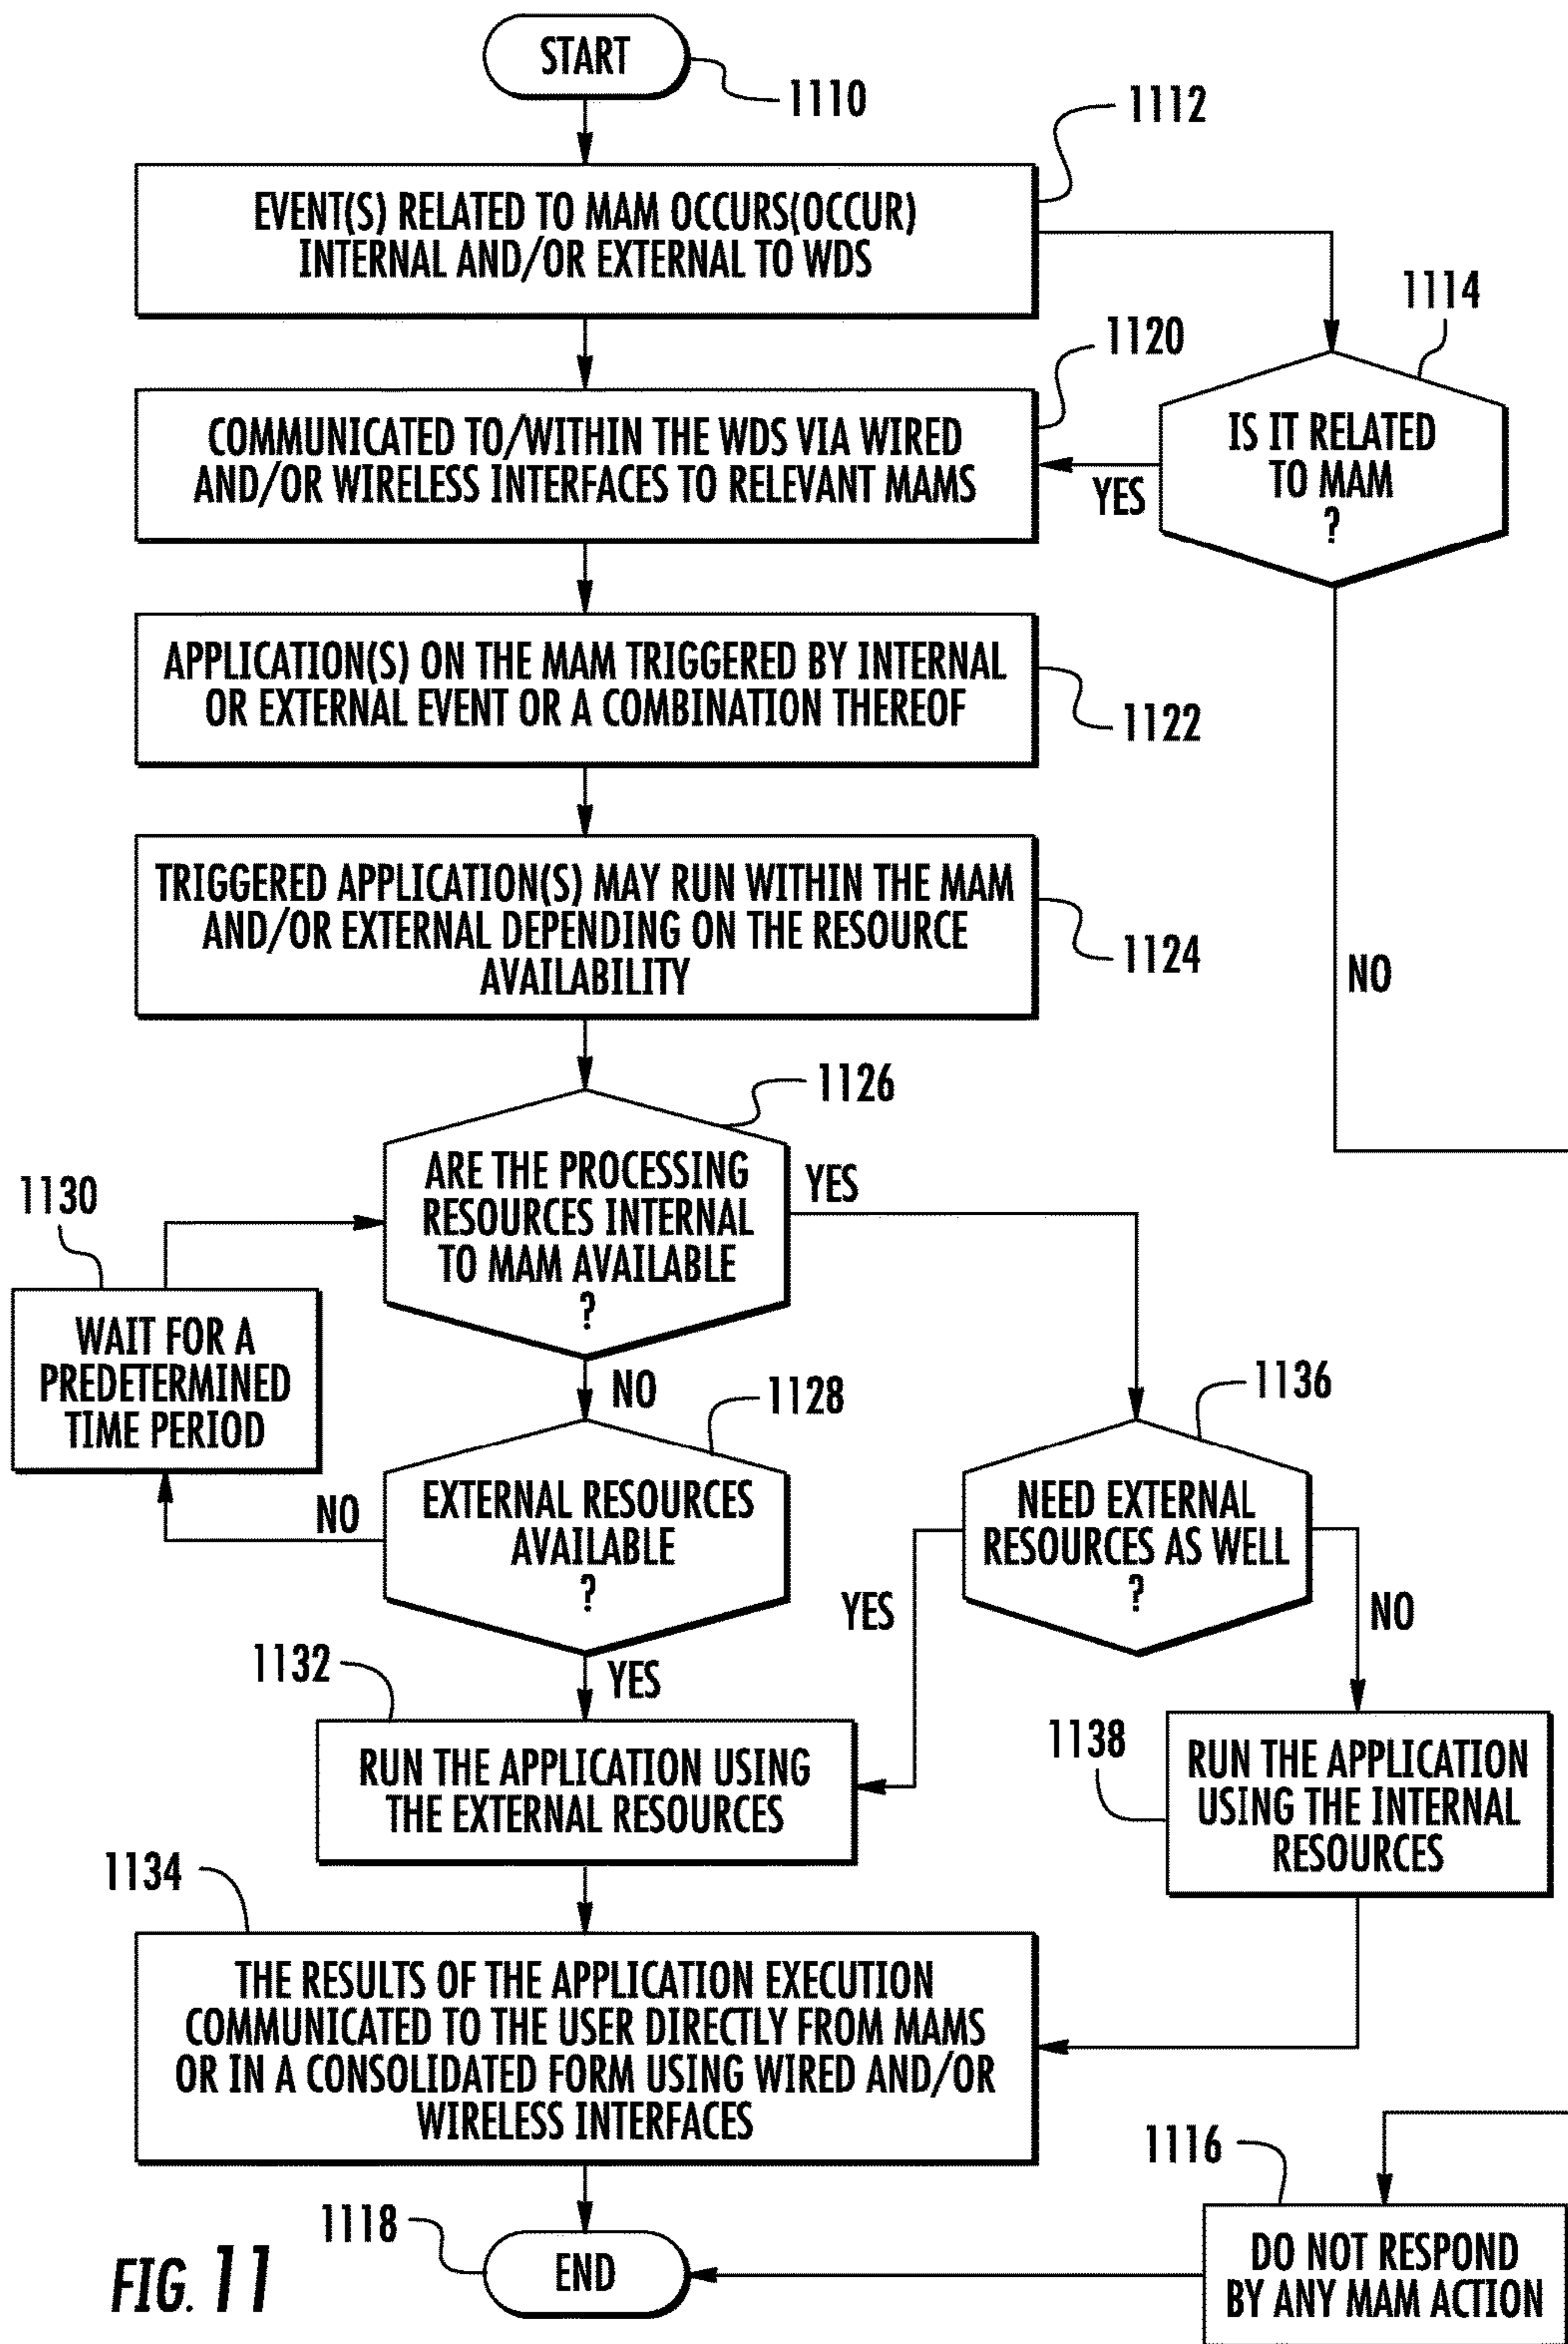 START
1110
1112
EVENT(S) RELATED TO MAM OCCURS(OCCUR)
INTERNAL AND/OR EXTERNAL TO WDS
1114
1120
IS IT RELATED
TO MAM
?
COMMUNICATED TO/WITHIN THE WDS VIA WIRED
AND/OR WIRELESS INTERFACES TO RELEVANT MAMS
YES
APPLICATION(S) ON THE MAM TRIGGERED BY INTERNAL
OR EXTERNAL EVENT OR A COMBINATION THEREOF
1122
TRIGGERED APPLICATION(S) MAY RUN WITHIN THE MAM
AND/OR EXTERNAL DEPENDING ON THE RESOURCE
AVAILABILITY
1124
NO
1126
ARE THE PROCESSING
RESOURCES INTERNAL
TO MAM AVAILABLE
?
YES
1130
WAIT FOR A
PREDETERMINED
TIME PERIOD
NO
1128
1136
EXTERNAL RESOURCES
AVAILABLE
?
NO
NEED EXTERNAL
RESOURCES AS WELL
?
YES
NO
1132
YES
RUN THE APPLICATION USING
THE EXTERNAL RESOURCES
1138
RUN THE APPLICATION
USING THE INTERNAL
RESOURCES
1134
THE RESULTS OF THE APPLICATION EXECUTION
COMMUNICATED TO THE USER DIRECTLY FROM MAMS
OR IN A CONSOLIDATED FORM USING WIRED AND/OR
WIRELESS INTERFACES
1116
1118
END
DO NOT RESPOND
BY ANY MAM ACTION
FIG. 11